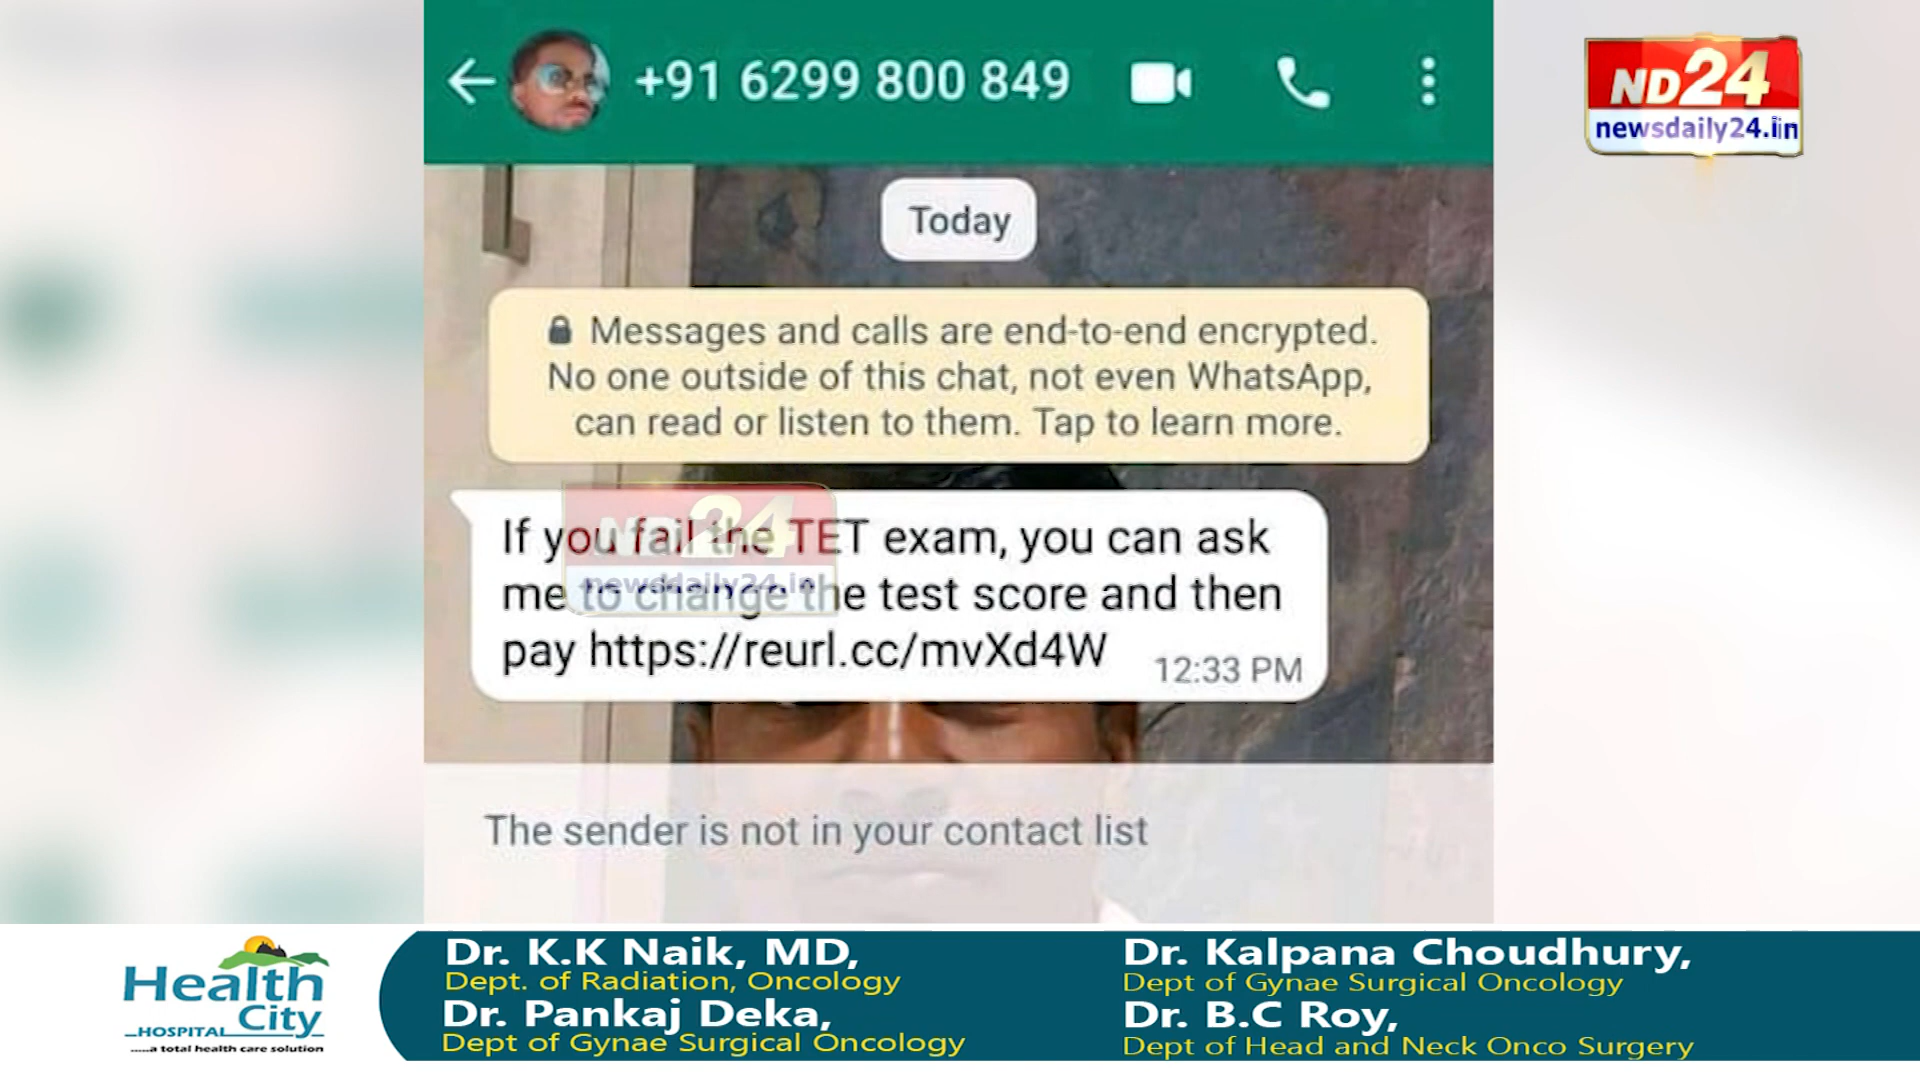 +91 6299 800 849
ND24
newsdaily24.in
Today
Messages and calls are end-to-end encrypted.
No one outside of this chat, not even WhatsApp,
can read or listen to them. Tap to learn more.
If you fail the TET exam, you can ask
me to change the test score and then
pay https://reurl.cc/mvXd4W
12:33 PM
ND24
newsdaily24.in
The sender is not in your contact list
Health
City
HOSPITAL
.....a total health care solution
Dr. K.K Naik, MD,
Dept. of Radiation, Oncology
Dr. Pankaj Deka,
Dept of Gynae Surgical Oncology
Dr. Kalpana Choudhury,
Dept of Gynae Surgical Oncology
Dr. B.C Roy,
Dept of Head and Neck Onco Surgery